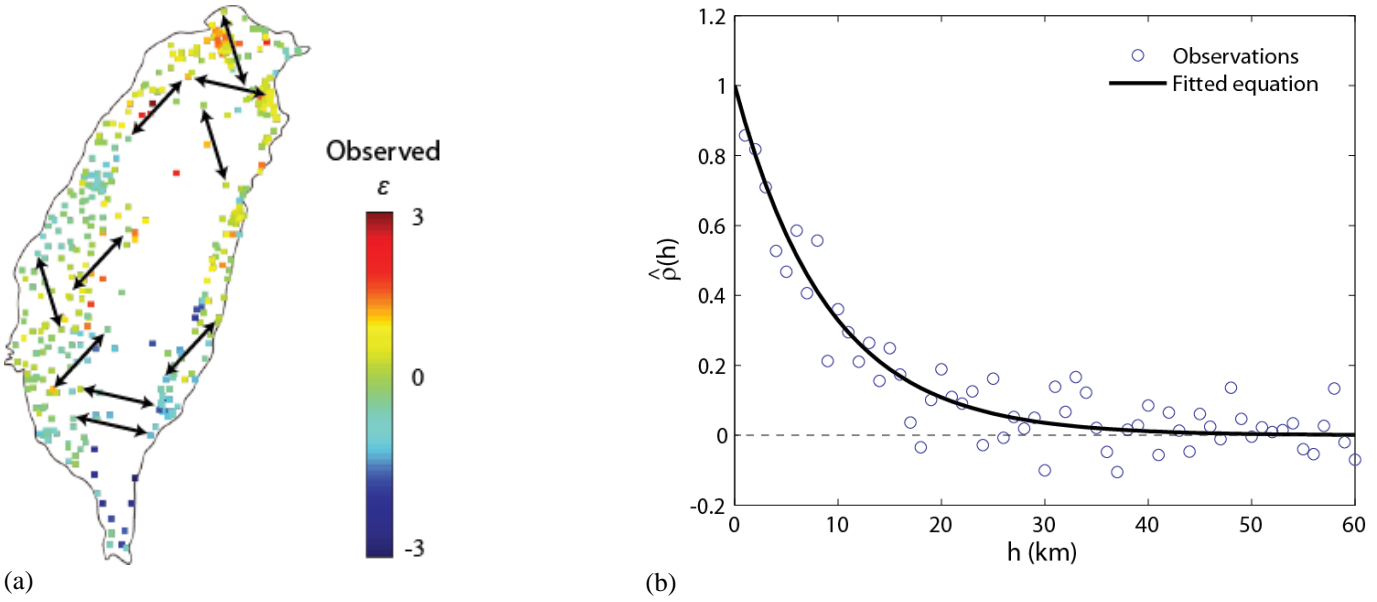 Observed
ε
3
0
-3
(a)
1.2
1
0.8
0.6
0.4
0.2
0
-0.2
ρ̂(h)
Observations
Fitted equation
0 10 20 30 40 50 60
h (km)
(b)